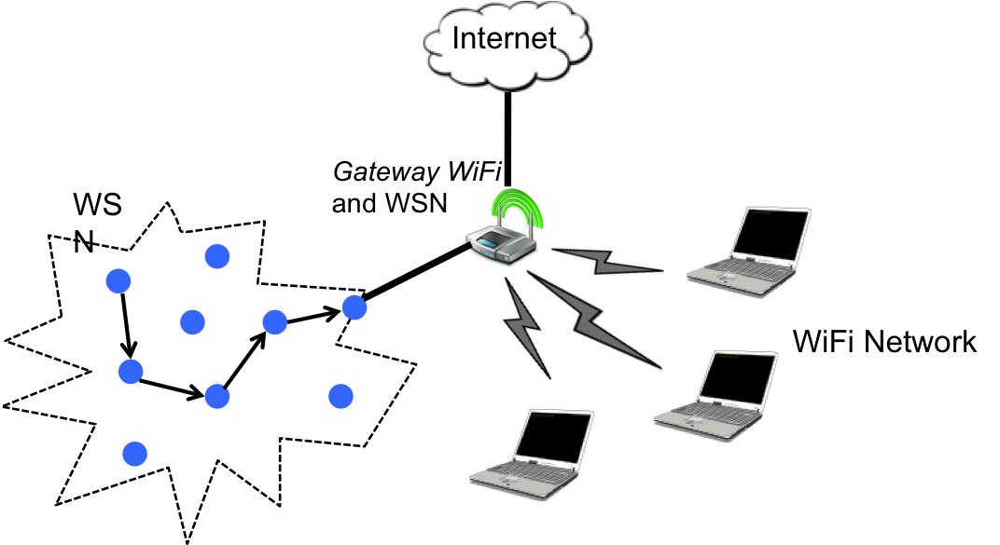 Internet
Gateway WiFi
and WSN
WS
N
WiFi Network